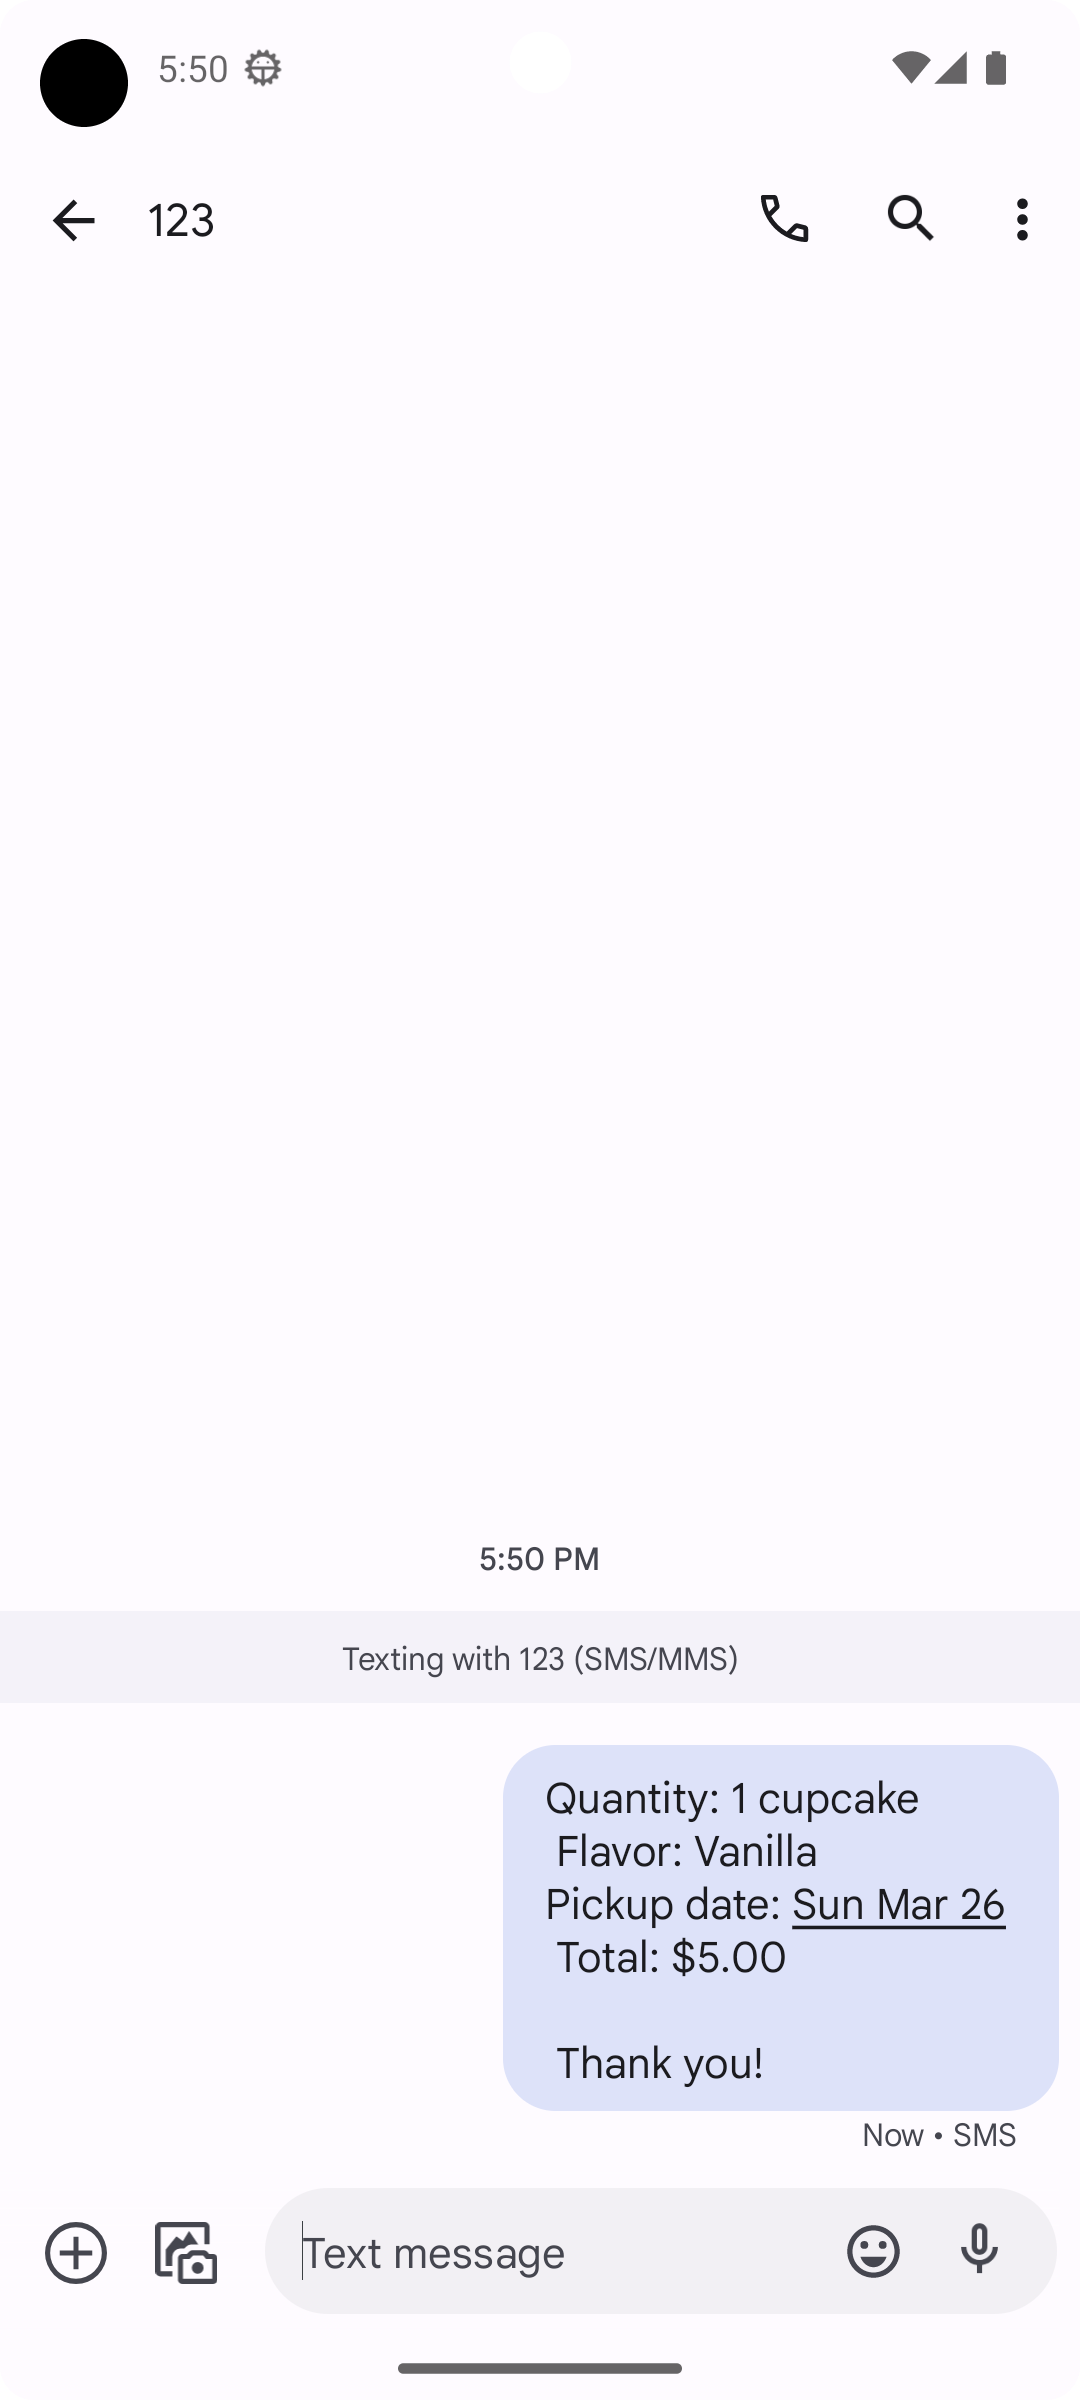 5:50
123
5:50 PM
Texting with 123 (SMS/MMS)
Quantity: 1 cupcake
Flavor: Vanilla
Pickup date: Sun Mar 26
Total: $5.00
Thank you!
Now • SMS
Text message